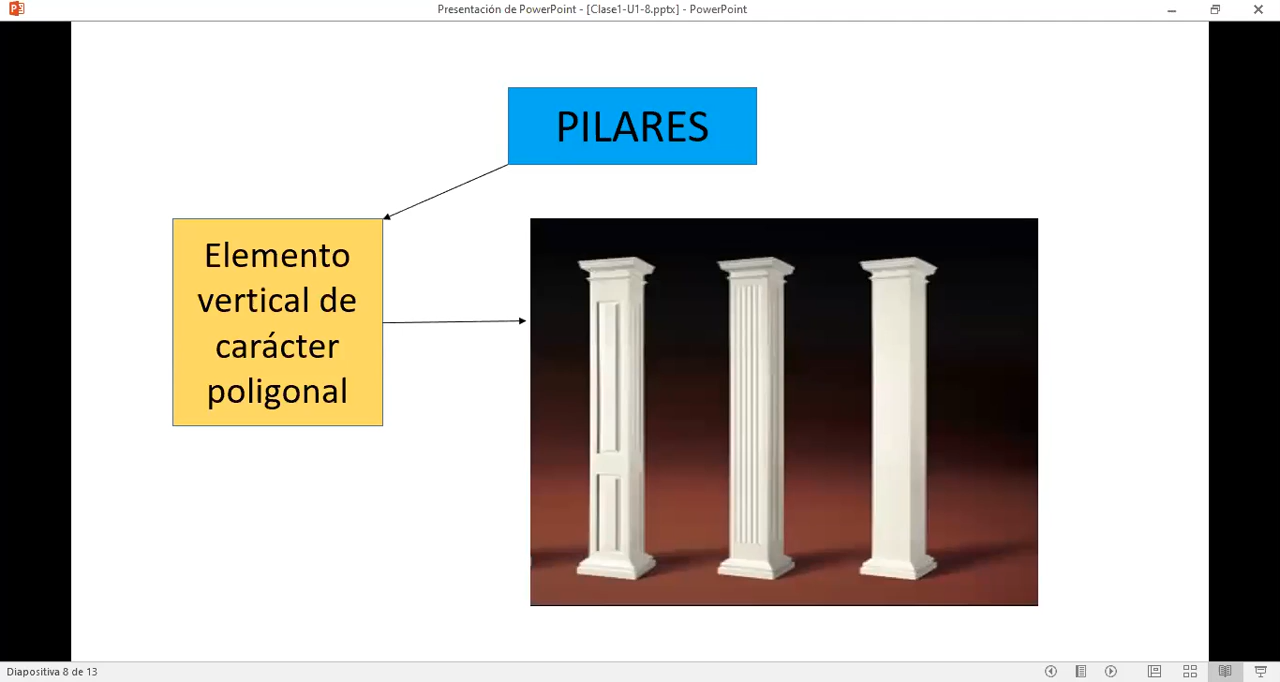 Presentación de PowerPoint - [Clase1-U1-8.pptx] - PowerPoint
PILARES
Elemento
vertical de
carácter
poligonal
Diapositiva 8 de 13